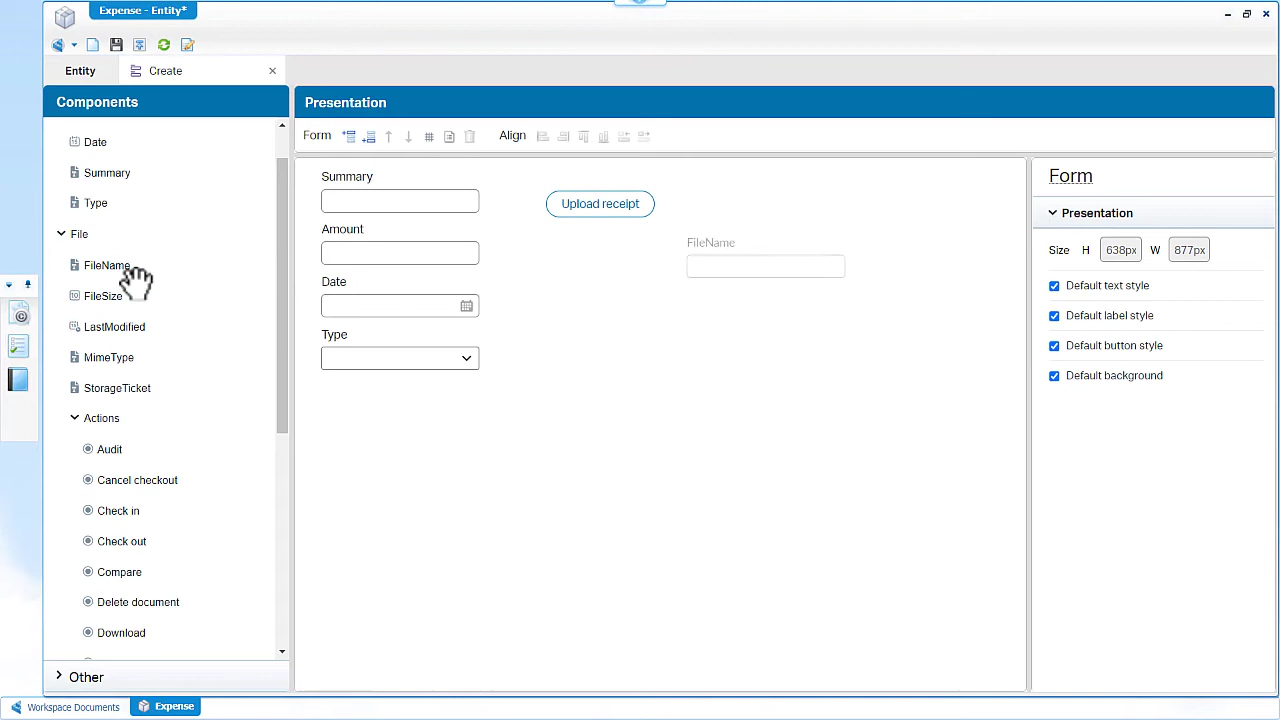 Expense - Entity*
Entity
Create
Components
Date
Summary
Type
File
FileName
FileSize
LastModified
MimeType
StorageTicket
Actions
Audit
Cancel checkout
Check in
Check out
Compare
Delete document
Download
Other
Presentation
Form
Align
Summary
Upload receipt
Amount
FileName
Date
Type
Form
Presentation
Size H 638px W 877px
Default text style
Default label style
Default button style
Default background
Workspace Documents
Expense